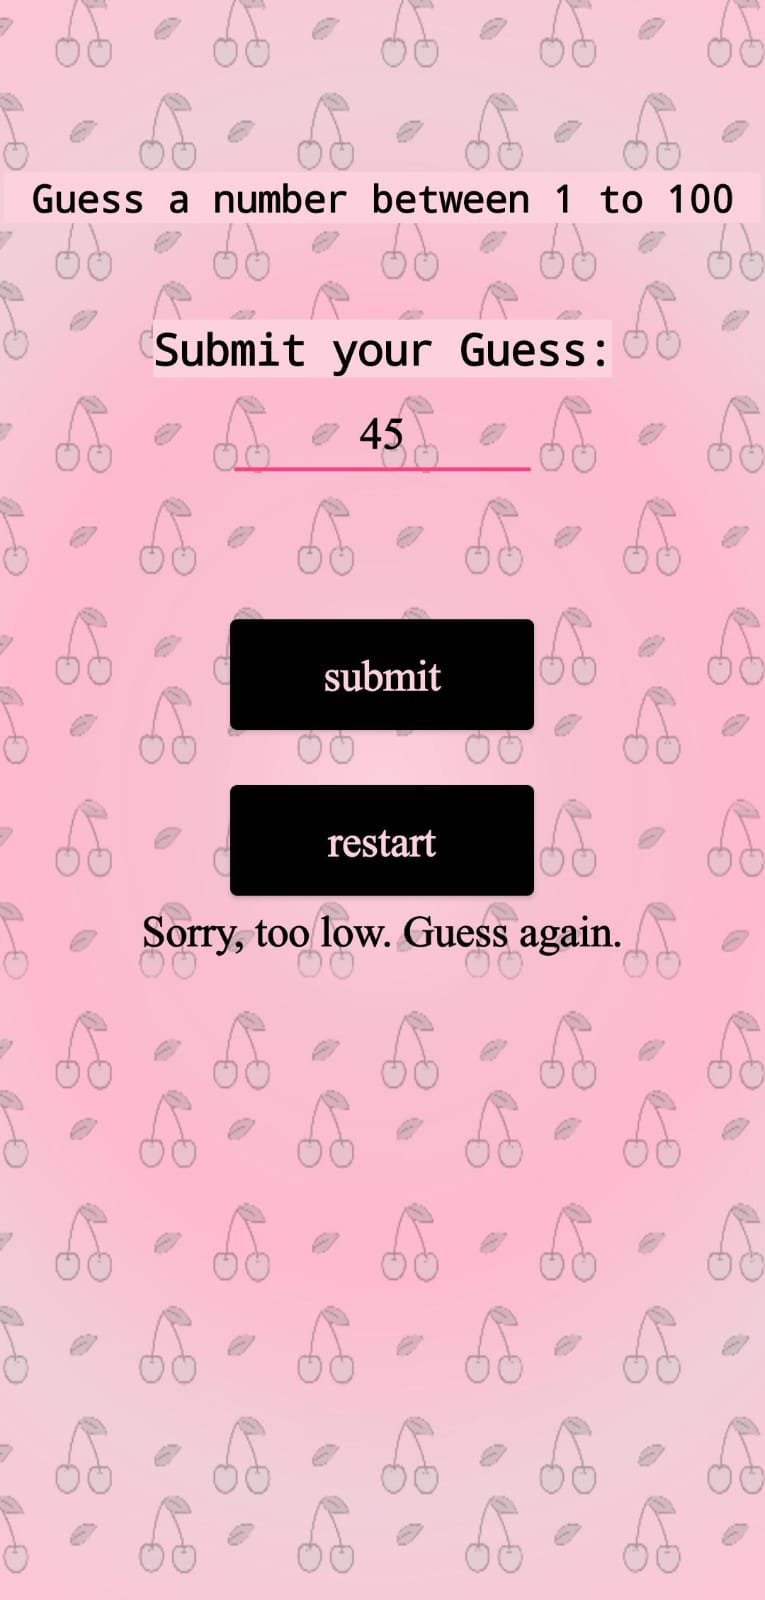 Guess a number between 1 to 100
Submit your Guess:
45
submit
restart
Sorry, too low. Guess again.